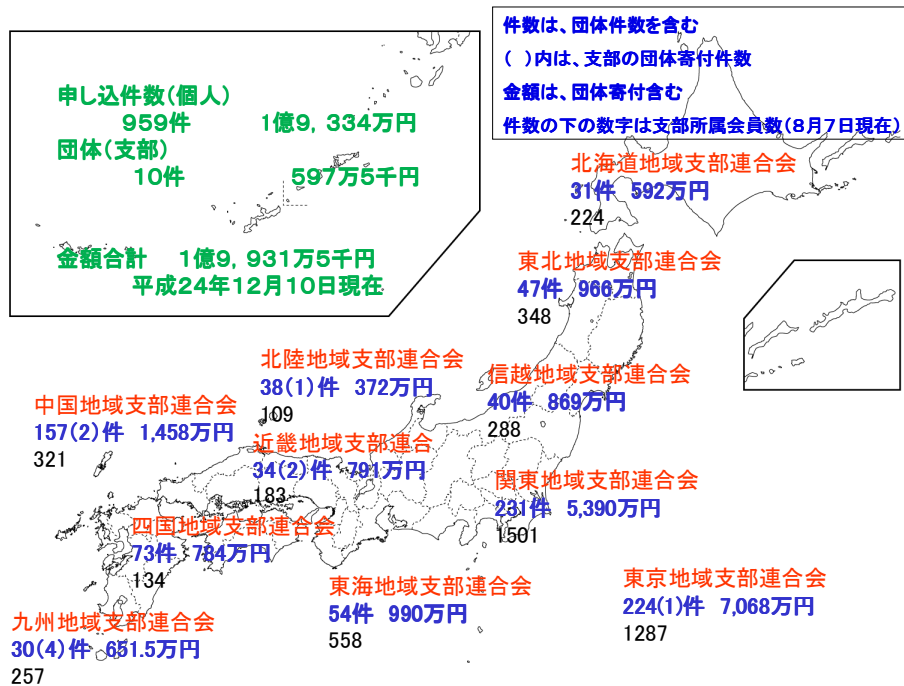 件数は、団体件数を含む
( )内は、支部の団体寄付件数
金額は、団体寄付含む
件数の下の数字は支部所属会員数(8月7日現在)
申し込件数(個人)
959件 1億9,334万円
団体(支部)
10件 597万5千円
金額合計 1億9,931万5千円
平成24年12月10日現在
北海道地域支部連合会
31件 592万円
224
東北地域支部連合会
47件 966万円
348
北陸地域支部連合会
38(1)件 372万円
109
信越地域支部連合会
40件 869万円
288
中国地域支部連合会
157(2)件 1,458万円
321
近畿地域支部連合
34(2)件 791万円
183
関東地域支部連合会
231件 5,390万円
1501
四国地域支部連合会
73件 784万円
134
東海地域支部連合会
54件 990万円
558
東京地域支部連合会
224(1)件 7,068万円
1287
九州地域支部連合会
30(4)件 651.5万円
257